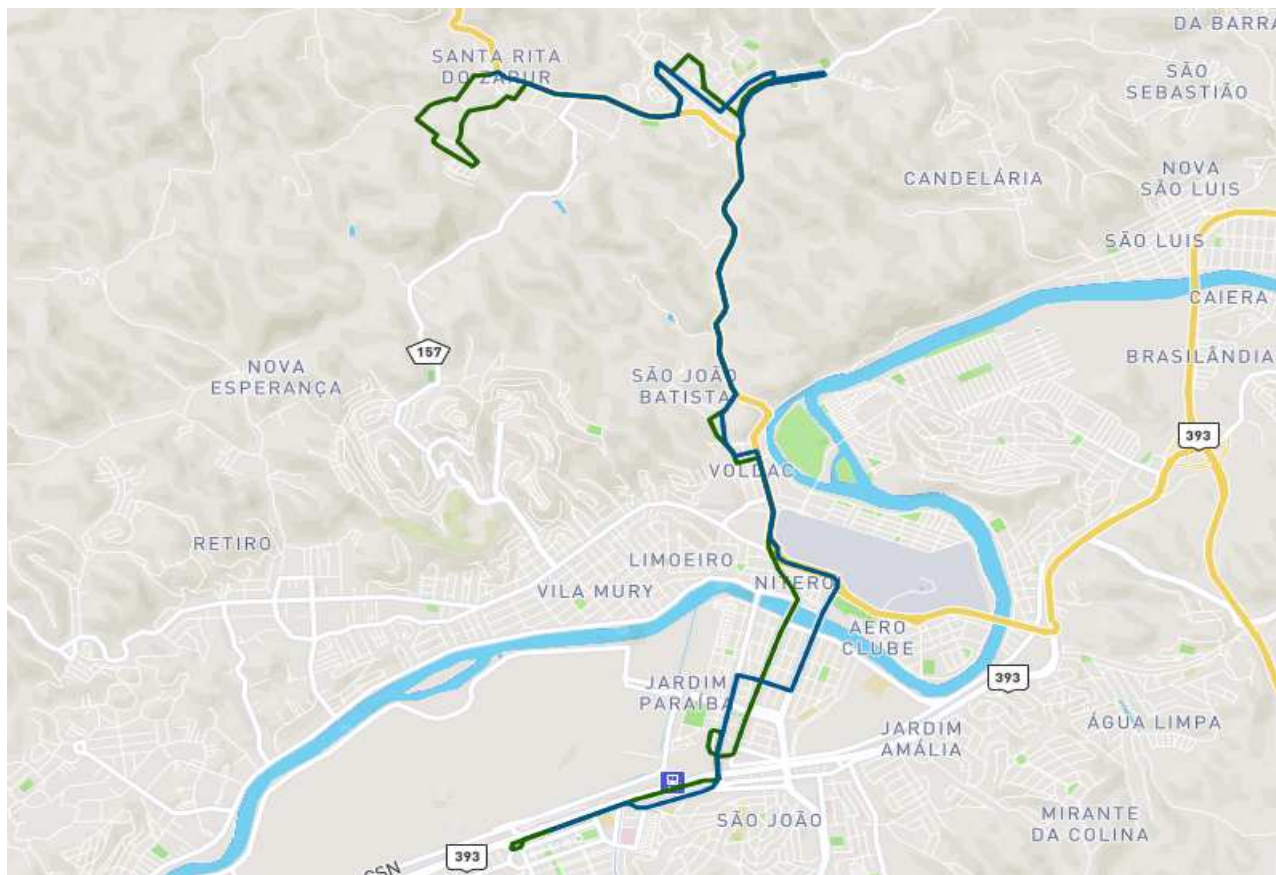 DA BARRA
SANTA RITA
DO ZARUR
SÃO
SEBASTIÃO
CANDELÁRIA
NOVA
SÃO LUIS
SÃO LUIS
CAIERA
157
NOVA
ESPERANÇA
SÃO JOÃO
BATISTA
BRASILÂNDIA
393
VOLDAC
RETIRO
LIMOEIRO
VILA MURY
NITERÓ
AERO
CLUBE
393
JARDIM
PARAÍBA
JARDIM
AMÁLIA
ÁGUA LIMPA
SÃO JOÃO
MIRANTE
DA COLINA
393
CSN